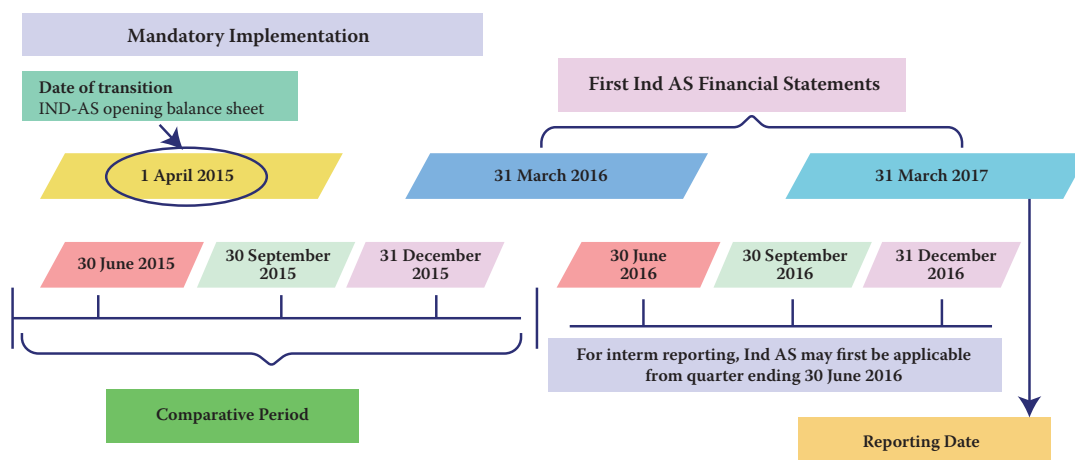 Mandatory Implementation
Date of transition
IND-AS opening balance sheet
First Ind AS Financial Statements
1 April 2015
31 March 2016
31 March 2017
30 June 2015
30 September
2015
31 December
2015
30 June
2016
30 September
2016
31 December
2016
For interm reporting, Ind AS may first be applicable
from quarter ending 30 June 2016
Comparative Period
Reporting Date